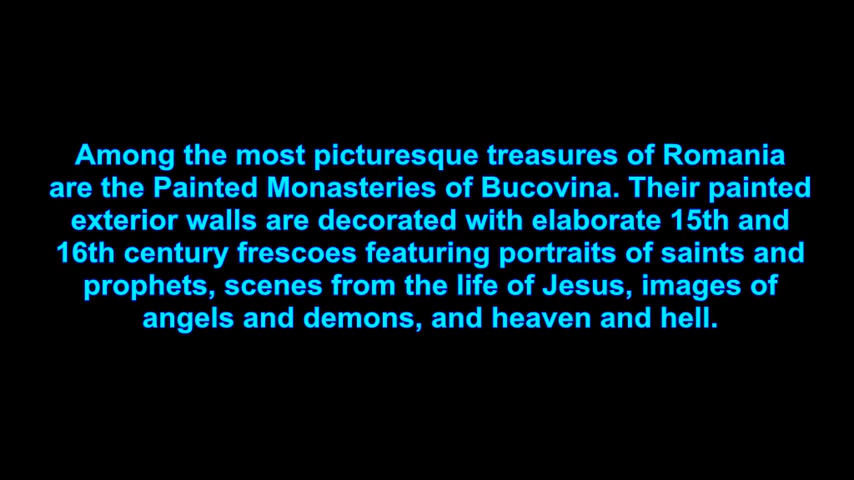 Among the most picturesque treasures of Romania
are the Painted Monasteries of Bucovina. Their painted
exterior walls are decorated with elaborate 15th and
16th century frescoes featuring portraits of saints and
prophets, scenes from the life of Jesus, images of
angels and demons, and heaven and hell.